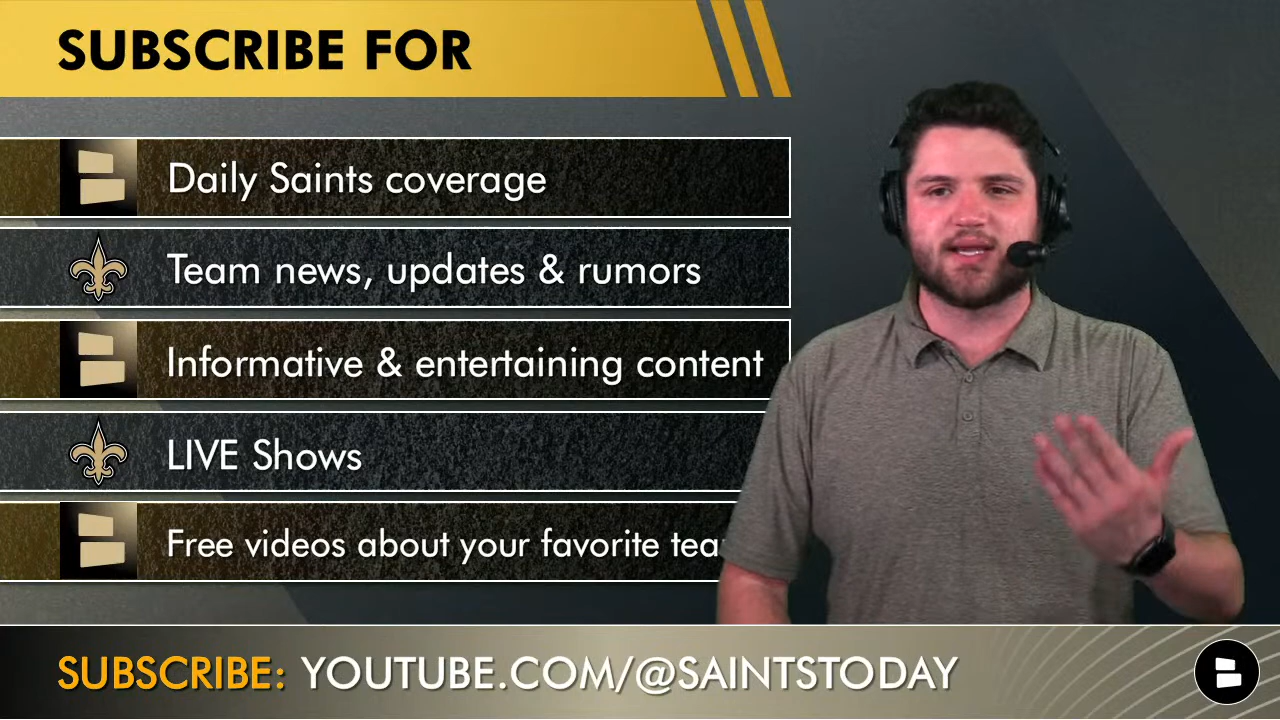 SUBSCRIBE FOR
Daily Saints coverage
Team news, updates & rumors
Informative & entertaining content
LIVE Shows
Free videos about your favorite
SUBSCRIBE: YOUTUBE.COM/@SAINTSTODAY